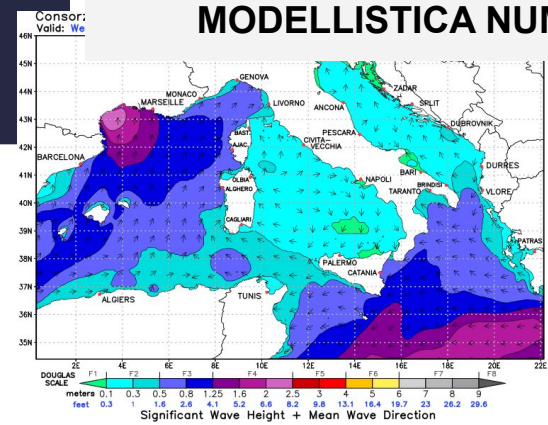 MODELLISTICA NUM
Consorz
Valid: We
46N
45N
44N
43N
42N
41N
40N
39N
38N
37N
36N
35N
GENOVA
MONACO
MARSEILLE
LIVORNO
ANCONA
ZADAR
SPLIT
DUBROVNIK
PESCARA
BAST.
AJAC.
CIVITA-
VECCHIA
BARCELONA
OLBIA
ALGHERO
NAPOLI
BARI
BRINDISI
TARANTO
DURRES
VLORE
CAGLIARI
PALERMO
CATANIA
PATRAS
ALGIERS
TUNIS
2E 4E 6E 8E 10E 12E 14E 16E 18E 20E 22E
DOUGLAS
SCALE
F1 F2 F3 F4 F5 F6 F7 F8
meters 0.1 0.3 0.5 0.8 1.25 1.6 2 2.5 3 4 5 6 7 8 9
feet 0.3 1 1.6 2.6 4.1 5.2 6.6 8.2 9.8 13.1 16.4 19.7 23 26.2 29.6
Significant Wave Height + Mean Wave Direction